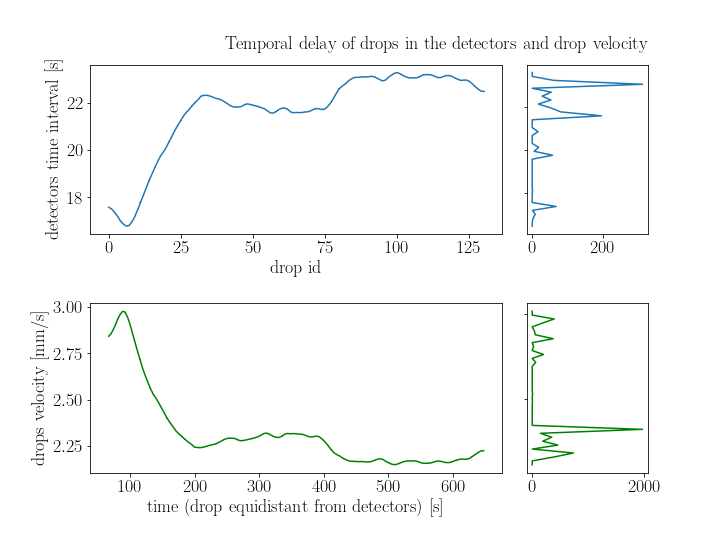 Temporal delay of drops in the detectors and drop velocity
detectors time interval [s]
22
20
18
0 25 50 75 100 125
drop id
0 200
drops velocity [mm/s]
3.00
2.75
2.50
2.25
100 200 300 400 500 600
time (drop equidistant from detectors) [s]
0 2000